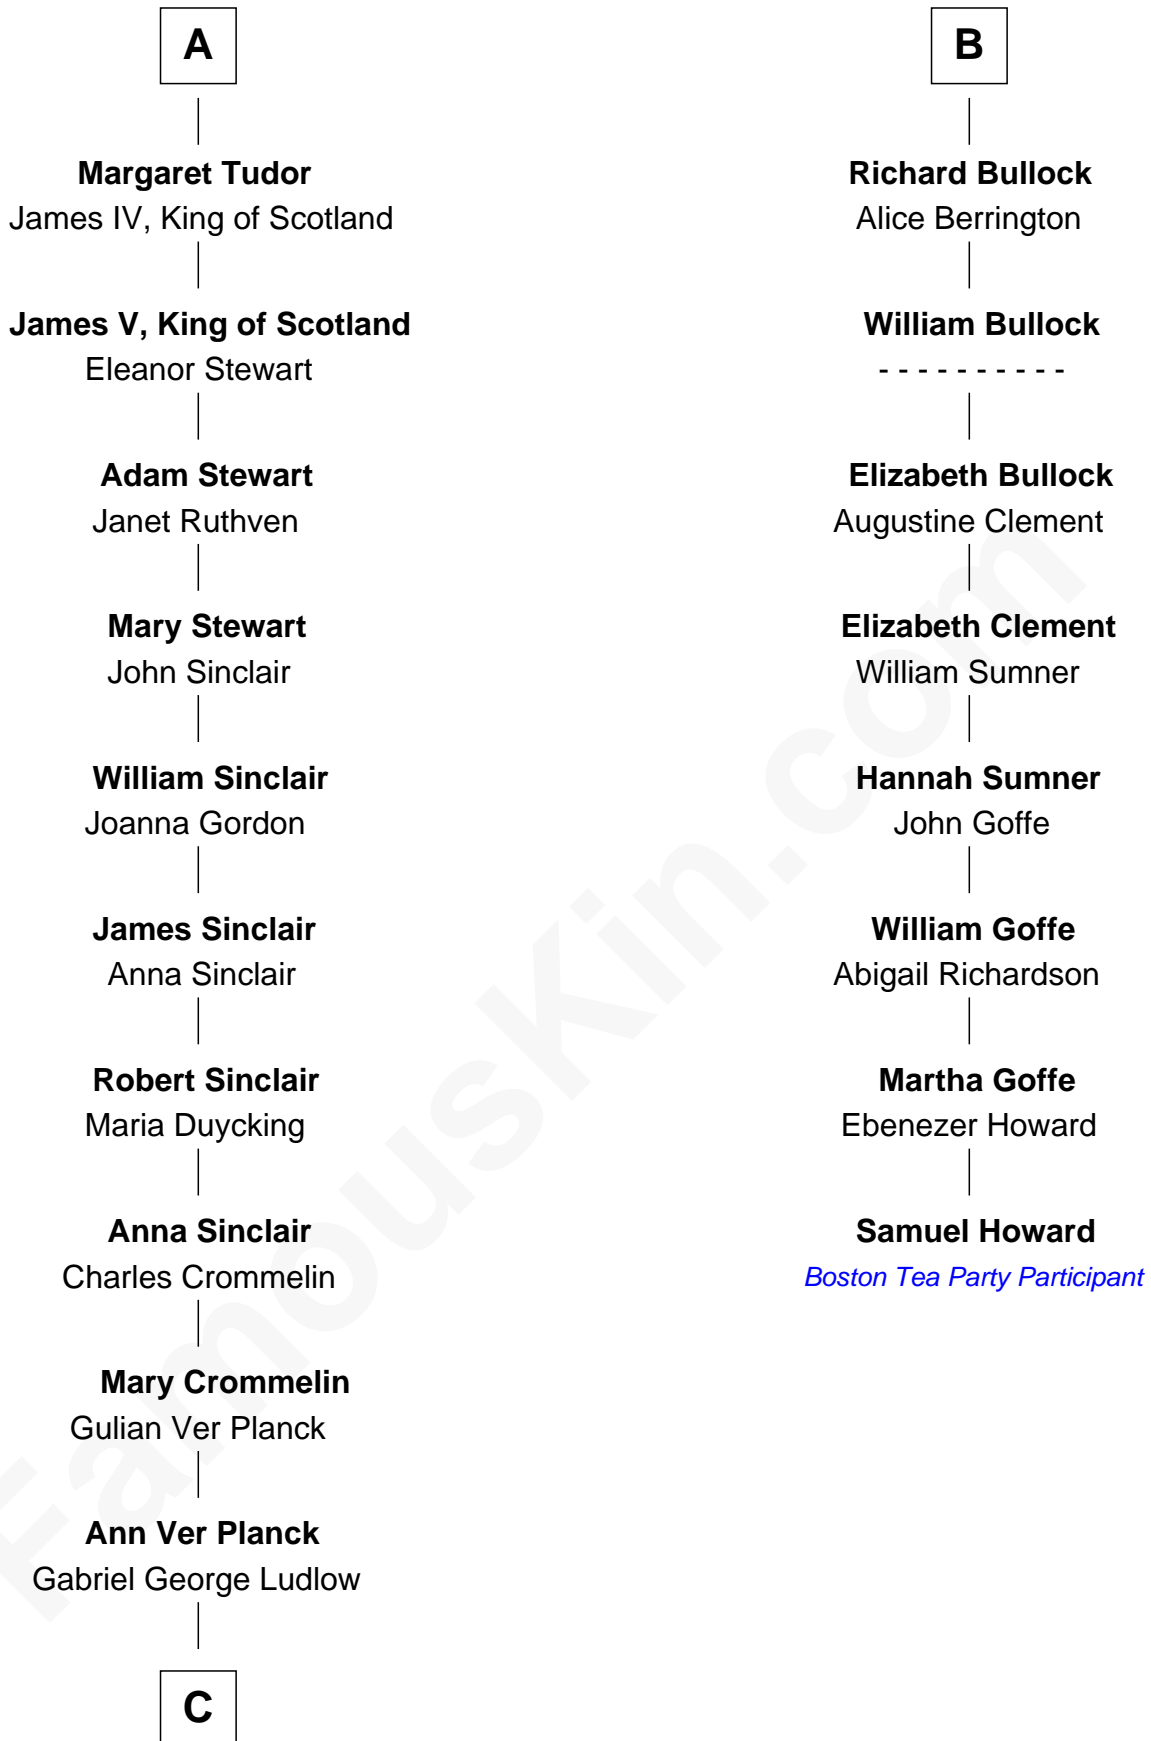 A
Margaret Tudor
James IV, King of Scotland
James V, King of Scotland
Eleanor Stewart
Adam Stewart
Janet Ruthven
Mary Stewart
John Sinclair
William Sinclair
Joanna Gordon
James Sinclair
Anna Sinclair
Robert Sinclair
Maria Duycking
Anna Sinclair
Charles Crommelin
Mary Crommelin
Gulian Ver Planck
Ann Ver Planck
Gabriel George Ludlow
C
B
Richard Bullock
Alice Berrington
William Bullock
- - - - - - - - - -
Elizabeth Bullock
Augustine Clement
Elizabeth Clement
William Sumner
Hannah Sumner
John Goffe
William Goffe
Abigail Richardson
Martha Goffe
Ebenezer Howard
Samuel Howard
Boston Tea Party Participant
FamousKin.com